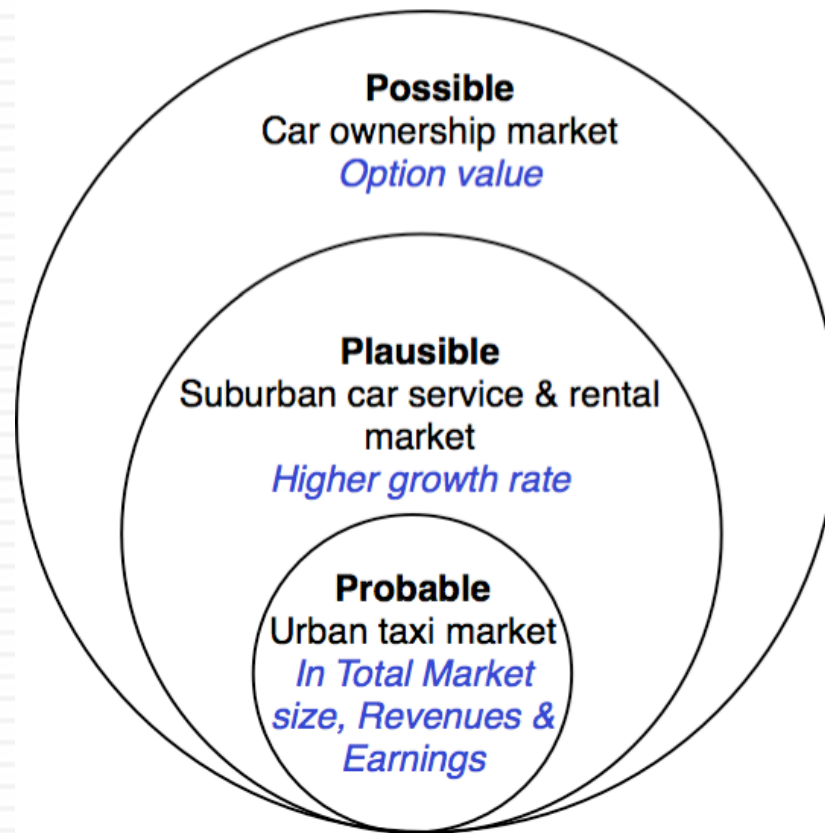 Possible
Car ownership market
Option value
Plausible
Suburban car service & rental
market
Higher growth rate
Probable
Urban taxi market
In Total Market
size, Revenues &
Earnings